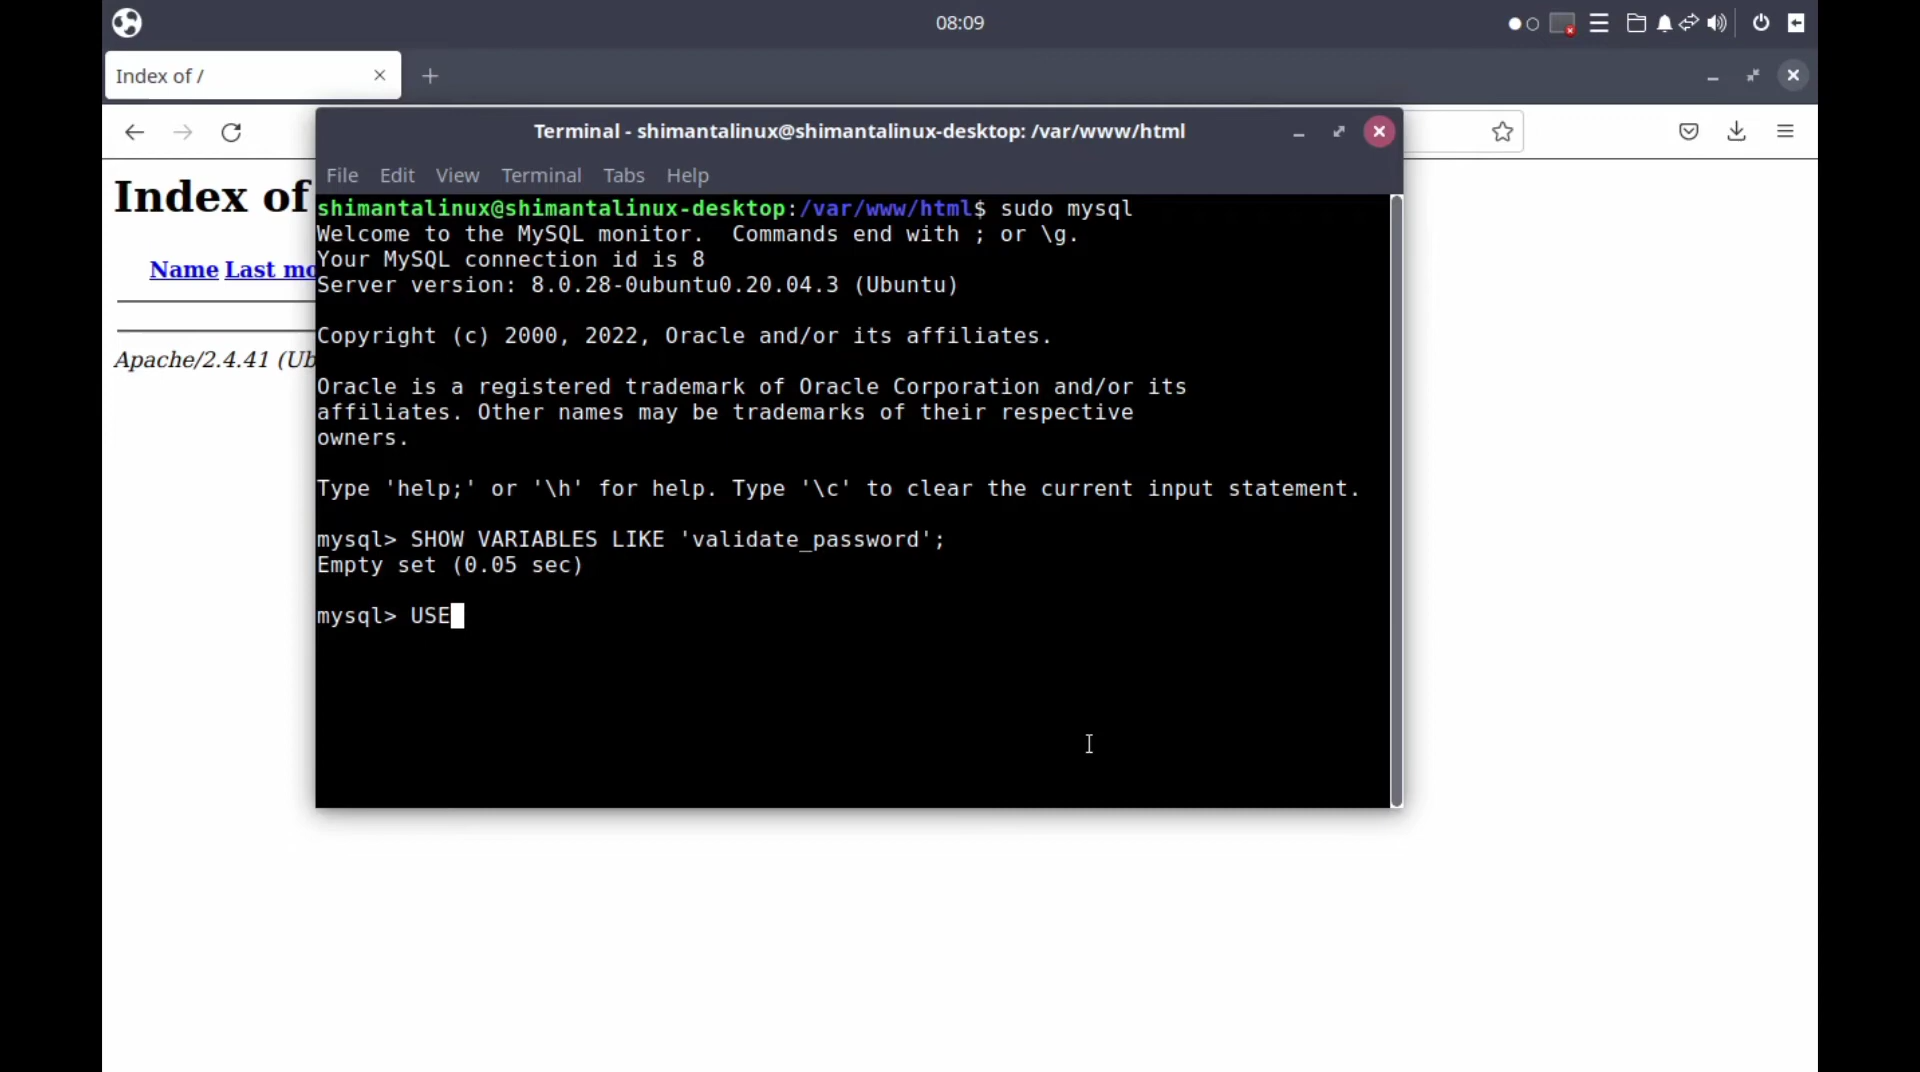 08:09
Index of /
Terminal - shimantalinux@shimantalinux-desktop: /var/www/html
File Edit View Terminal Tabs Help
Index of
Name Last mo
Apache/2.4.41 (Ub
shimantalinux@shimantalinux-desktop:/var/www/html$ sudo mysql
Welcome to the MySQL monitor.  Commands end with ; or \g.
Your MySQL connection id is 8
Server version: 8.0.28-0ubuntu0.20.04.3 (Ubuntu)
Copyright (c) 2000, 2022, Oracle and/or its affiliates.
Oracle is a registered trademark of Oracle Corporation and/or its
affiliates. Other names may be trademarks of their respective
owners.
Type 'help;' or '\h' for help. Type '\c' to clear the current input statement.
mysql> SHOW VARIABLES LIKE 'validate_password';
Empty set (0.05 sec)
mysql> USE